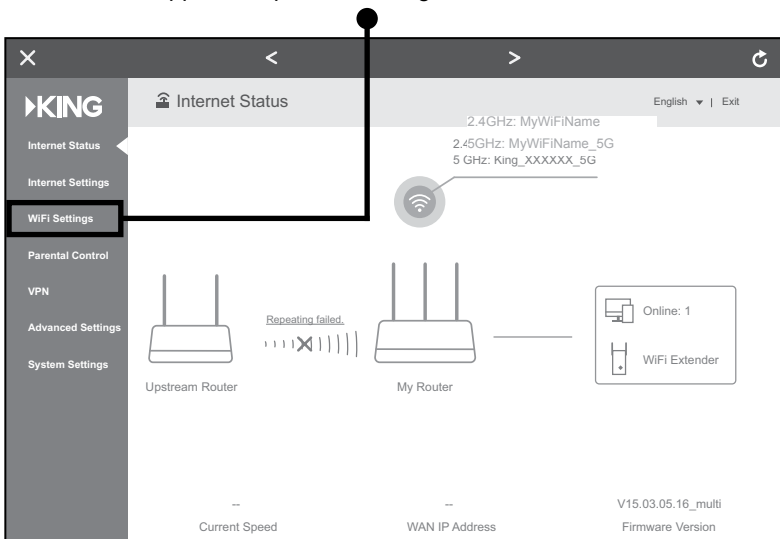 KING
Internet Status
English | Exit
Internet Status
Internet Settings
WiFi Settings
Parental Control
VPN
Advanced Settings
System Settings
2.4GHz: MyWiFiName
5GHz: MyWiFiName_5G
5 GHz: King_XXXXXX_5G
Repeating failed.
Upstream Router
My Router
Online: 1
WiFi Extender
--
Current Speed
--
WAN IP Address
V15.03.05.16_multi
Firmware Version